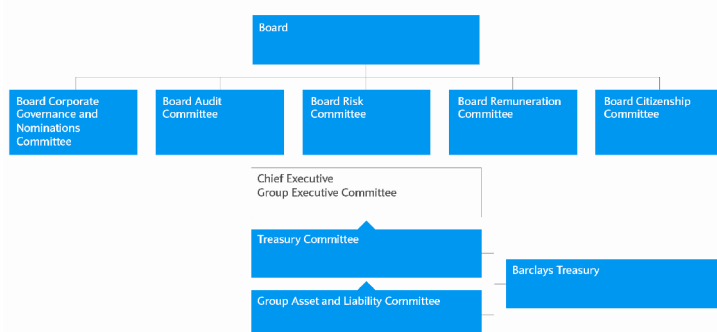 Board
Board Corporate
Governance and
Nominations
Committee
Board Audit
Committee
Board Risk
Committee
Board Remuneration
Committee
Board Citizenship
Committee
Chief Executive
Group Executive Committee
Treasury Committee
Barclays Treasury
Group Asset and Liability Committee